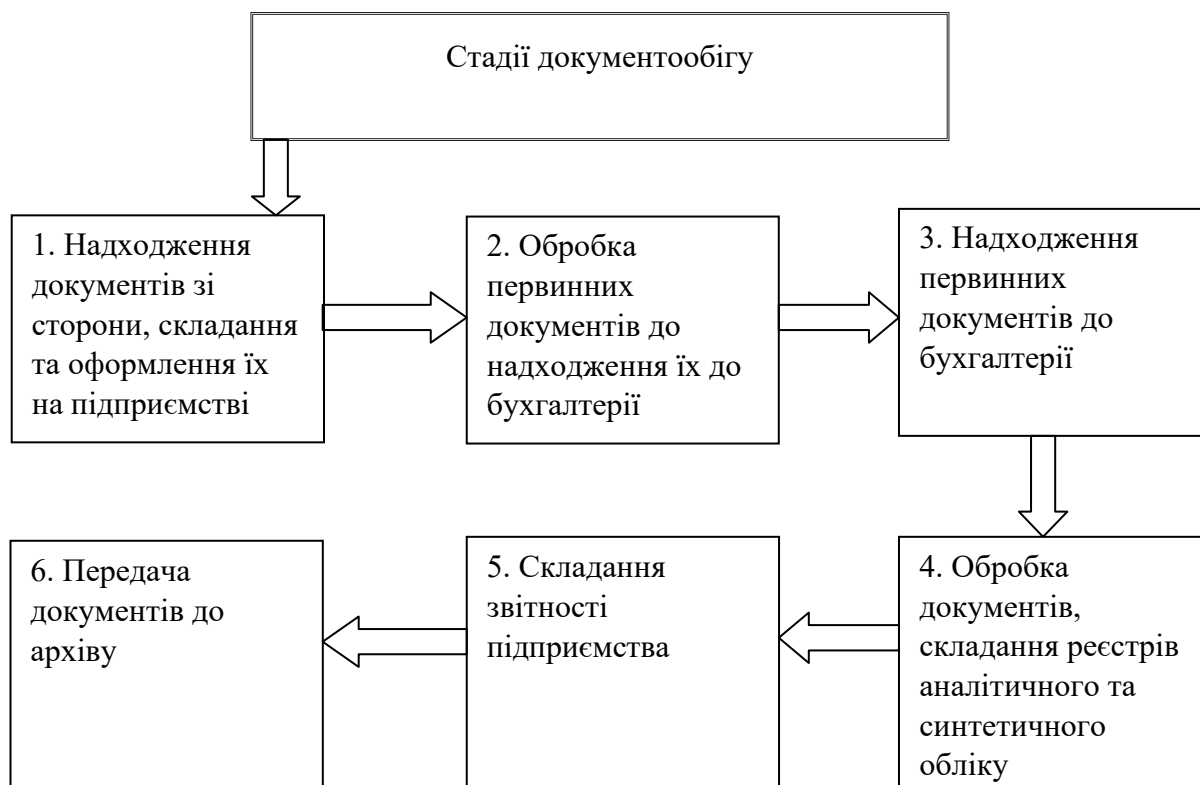 Стадії документообігу
1. Надходження
документів зі
сторони, складання
та оформлення їх
на підприємстві
2. Обробка
первинних
документів до
надходження їх до
бухгалтерії
3. Надходження
первинних
документів до
бухгалтерії
4. Обробка
документів,
складання реєстрів
аналітичного та
синтетичного
обліку
5. Складання
звітності
підприємства
6. Передача
документів до
архіву